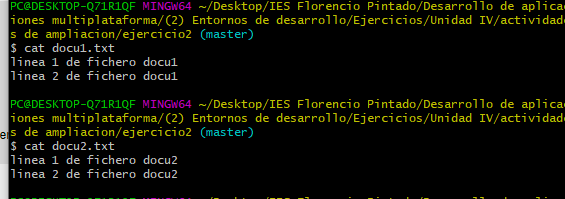 PC@DESKTOP-Q71R1QF MINGW64 ~/Desktop/IES Florencio Pintado/Desarrollo de aplicac
iones multiplataforma/(2) Entornos de desarrollo/Ejercicios/Unidad IV/actividade
s de ampliacion/ejercicio2 (master)
$ cat docu1.txt
linea 1 de fichero docu1
linea 2 de fichero docu1
PC@DESKTOP-Q71R1QF MINGW64 ~/Desktop/IES Florencio Pintado/Desarrollo de aplicac
iones multiplataforma/(2) Entornos de desarrollo/Ejercicios/Unidad IV/actividade
s de ampliacion/ejercicio2 (master)
$ cat docu2.txt
linea 1 de fichero docu2
linea 2 de fichero docu2